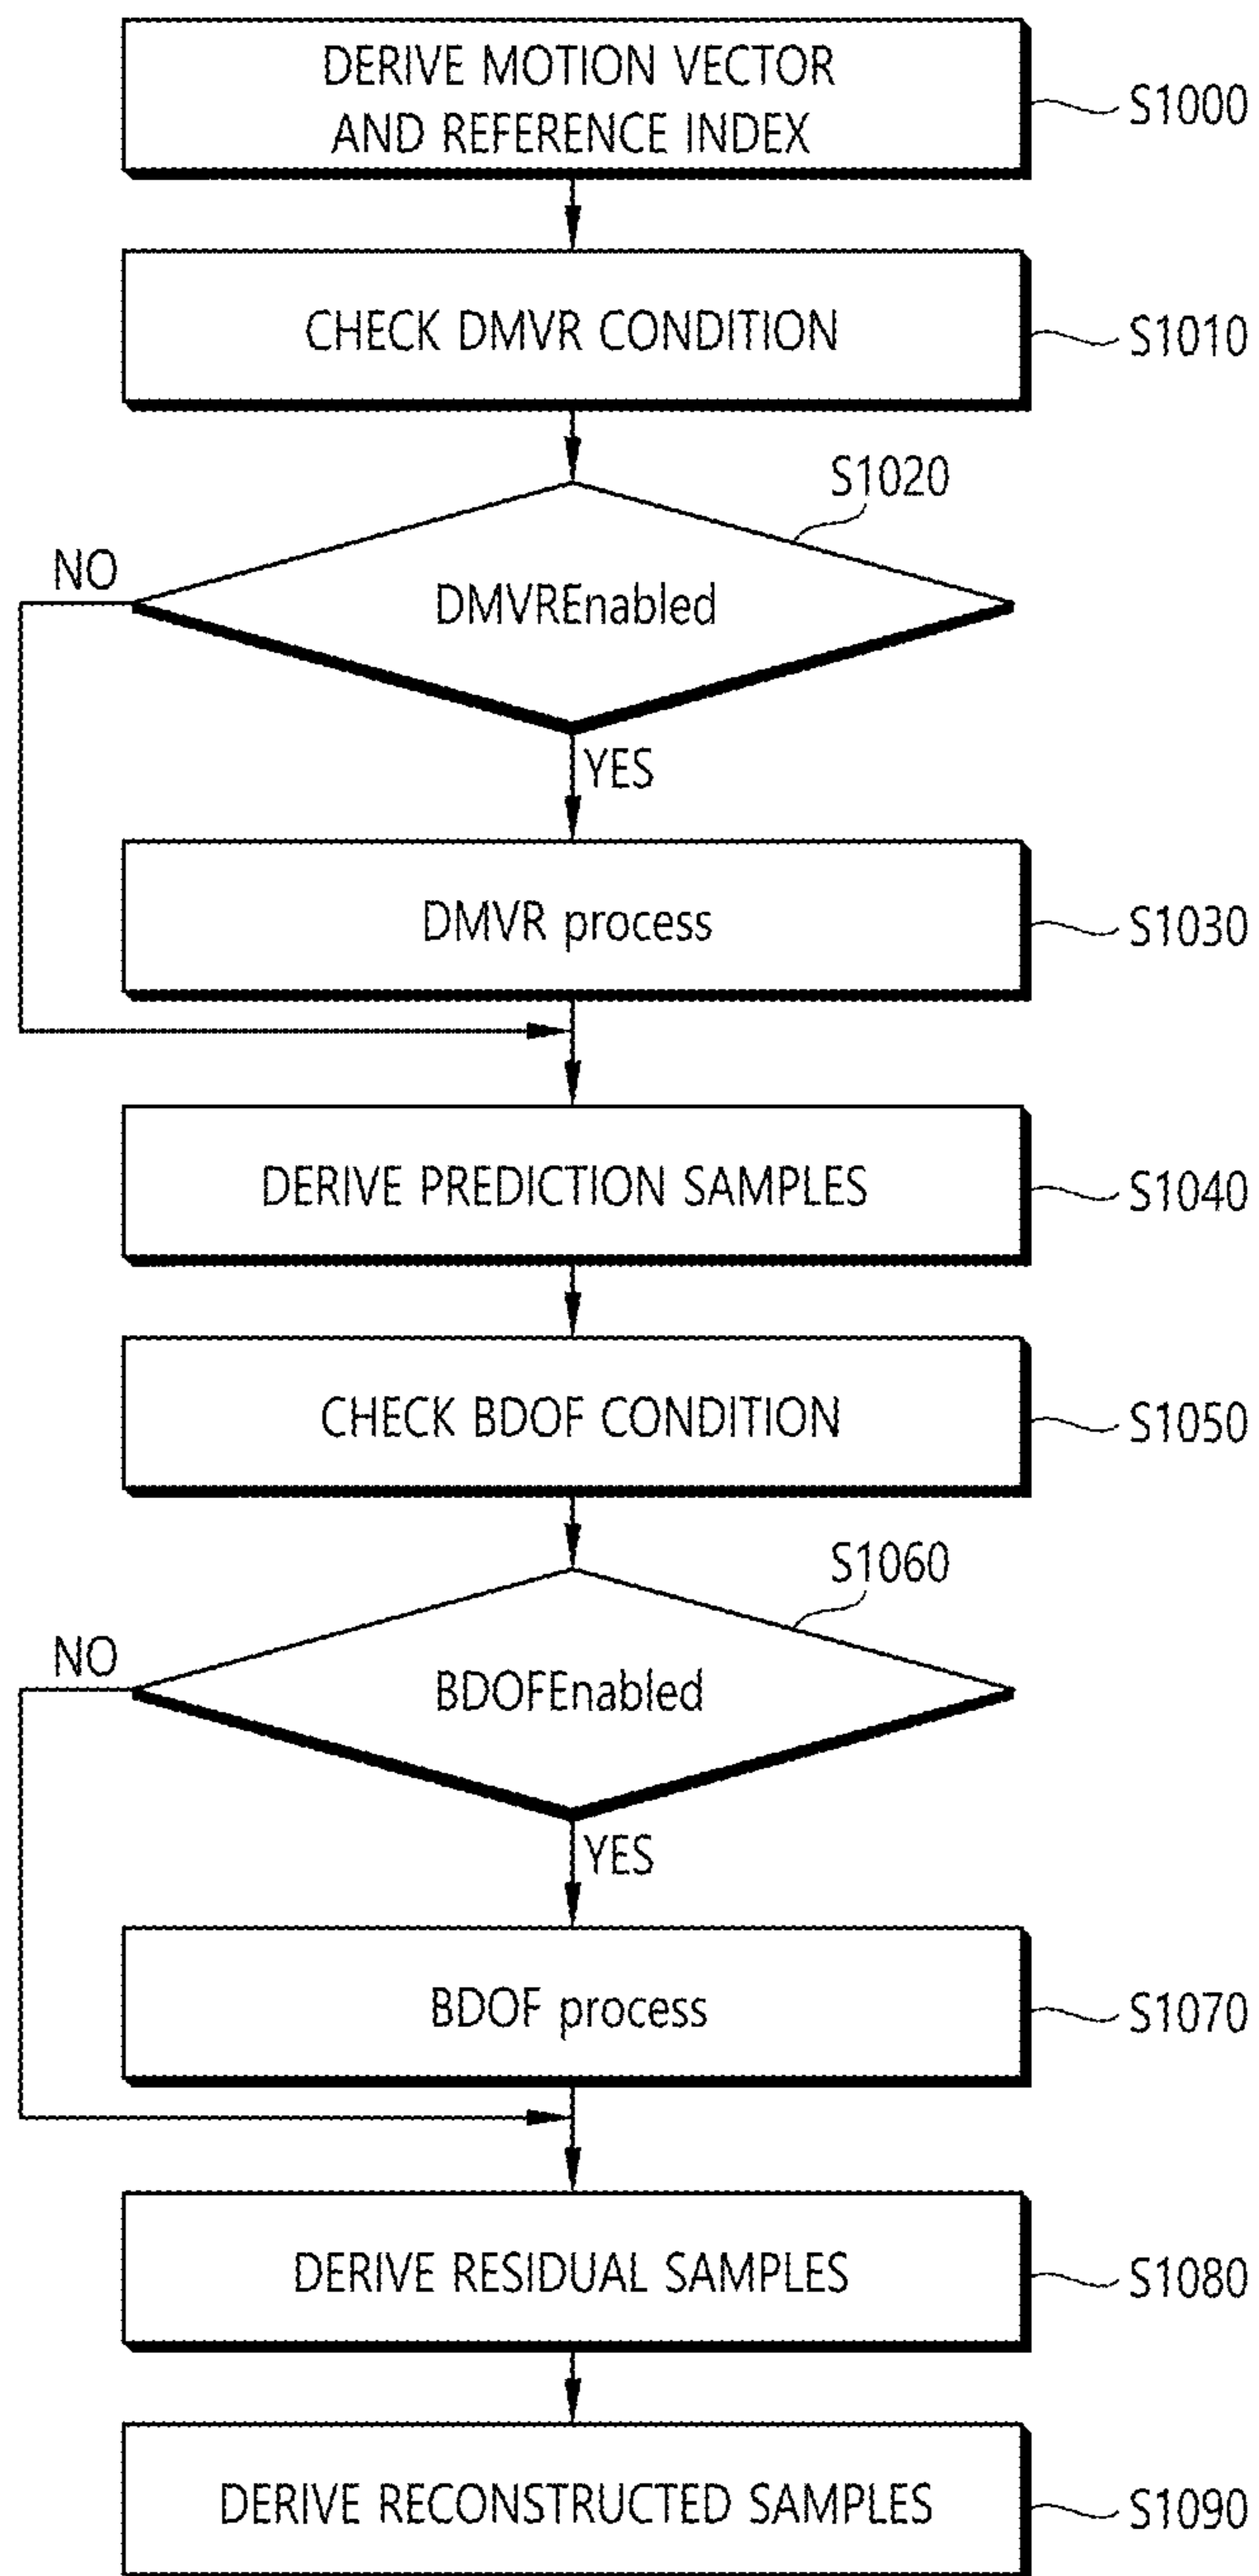 DERIVE MOTION VECTOR
AND REFERENCE INDEX
S1000
CHECK DMVR CONDITION
S1010
S1020
NO
DMVREnabled
YES
DMVR process
S1030
DERIVE PREDICTION SAMPLES
S1040
CHECK BDOF CONDITION
S1050
S1060
NO
BDOFEnabled
YES
BDOF process
S1070
DERIVE RESIDUAL SAMPLES
S1080
DERIVE RECONSTRUCTED SAMPLES
S1090